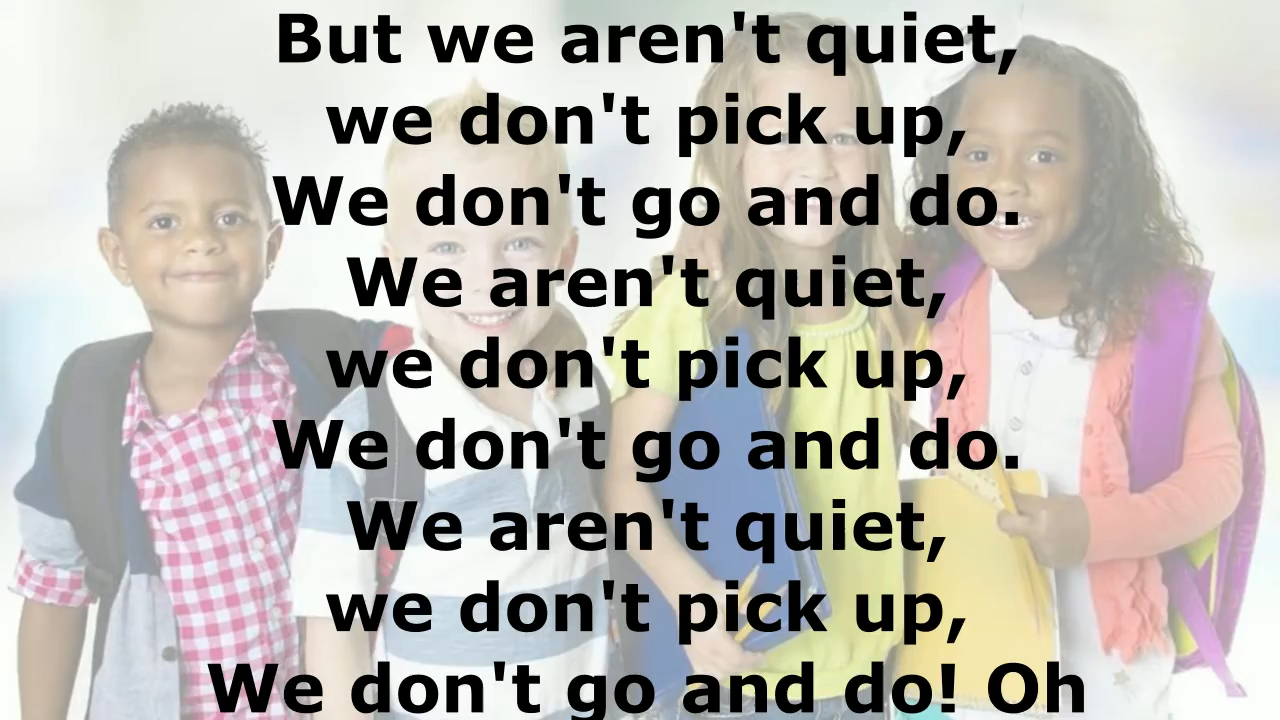 But we aren't quiet,
we don't pick up,
We don't go and do.
We aren't quiet,
we don't pick up,
We don't go and do.
We aren't quiet,
we don't pick up,
We don't go and do! Oh